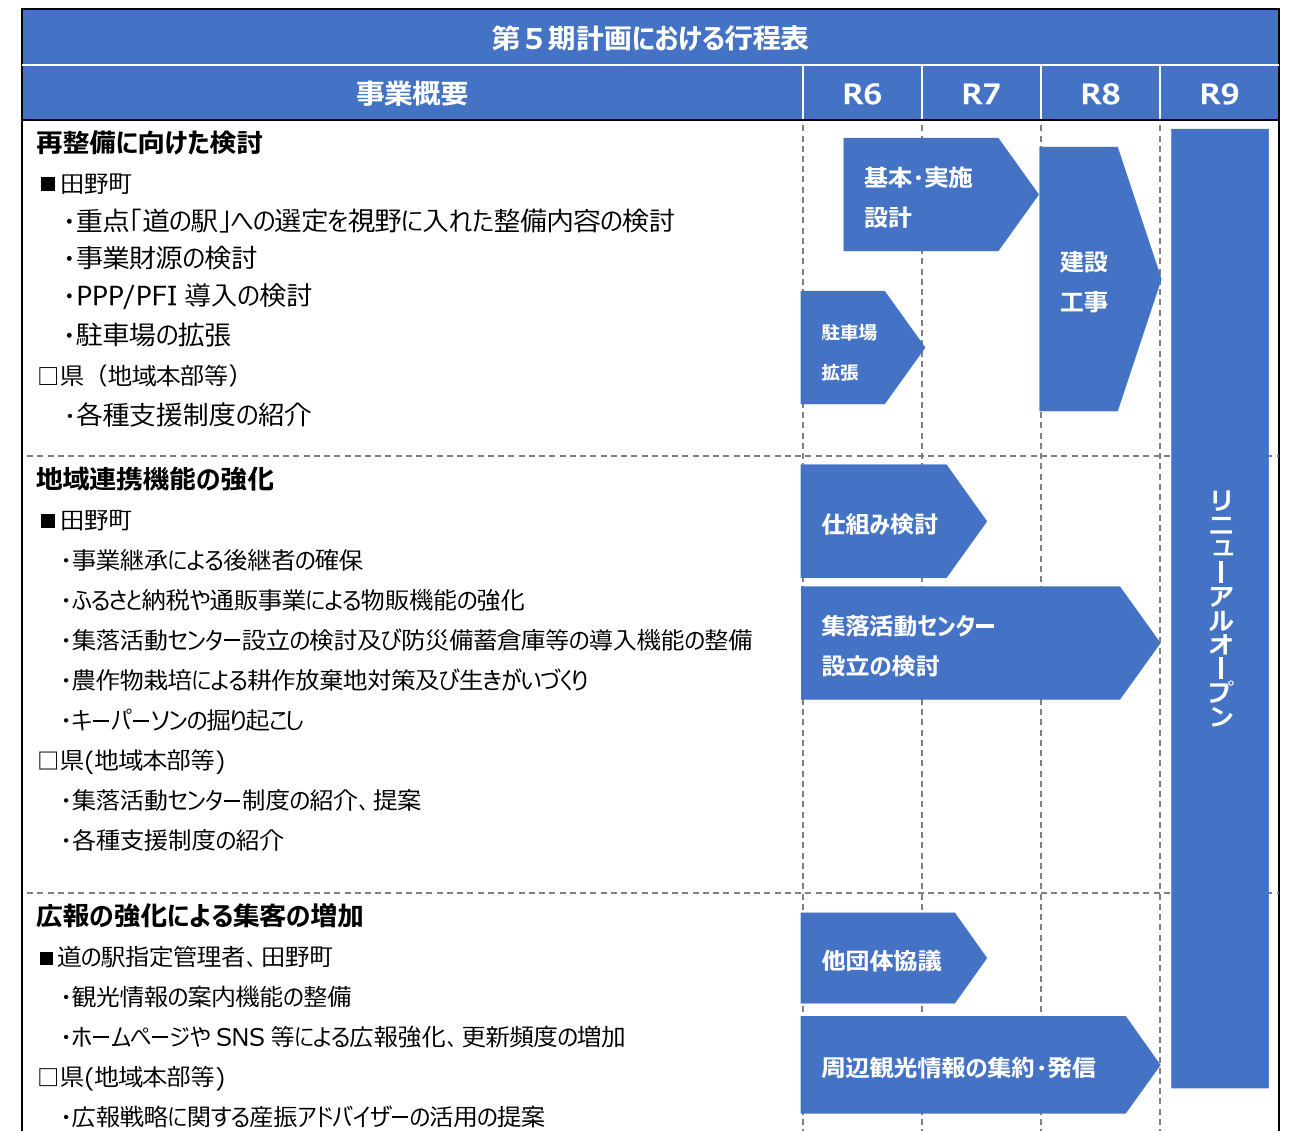 第５期計画における行程表
事業概要 R6 R7 R8 R9
再整備に向けた検討
■田野町
・重点「道の駅」への選定を視野に入れた整備内容の検討
・事業財源の検討
・PPP/PFI 導入の検討
・駐車場の拡張
□県（地域本部等）
・各種支援制度の紹介
基本・実施
設計
建設
工事
駐車場
拡張
地域連携機能の強化
■田野町
・事業継承による後継者の確保
・ふるさと納税や通販事業による物販機能の強化
・集落活動センター設立の検討及び防災備蓄倉庫等の導入機能の整備
・農作物栽培による耕作放棄地対策及び生きがいづくり
・キーパーソンの掘り起こし
□県(地域本部等)
・集落活動センター制度の紹介、提案
・各種支援制度の紹介
仕組み検討
集落活動センター
設立の検討
リニューアルオープン
広報の強化による集客の増加
■道の駅指定管理者、田野町
・観光情報の案内機能の整備
・ホームページや SNS 等による広報強化、更新頻度の増加
□県(地域本部等)
・広報戦略に関する産振アドバイザーの活用の提案
他団体協議
周辺観光情報の集約・発信